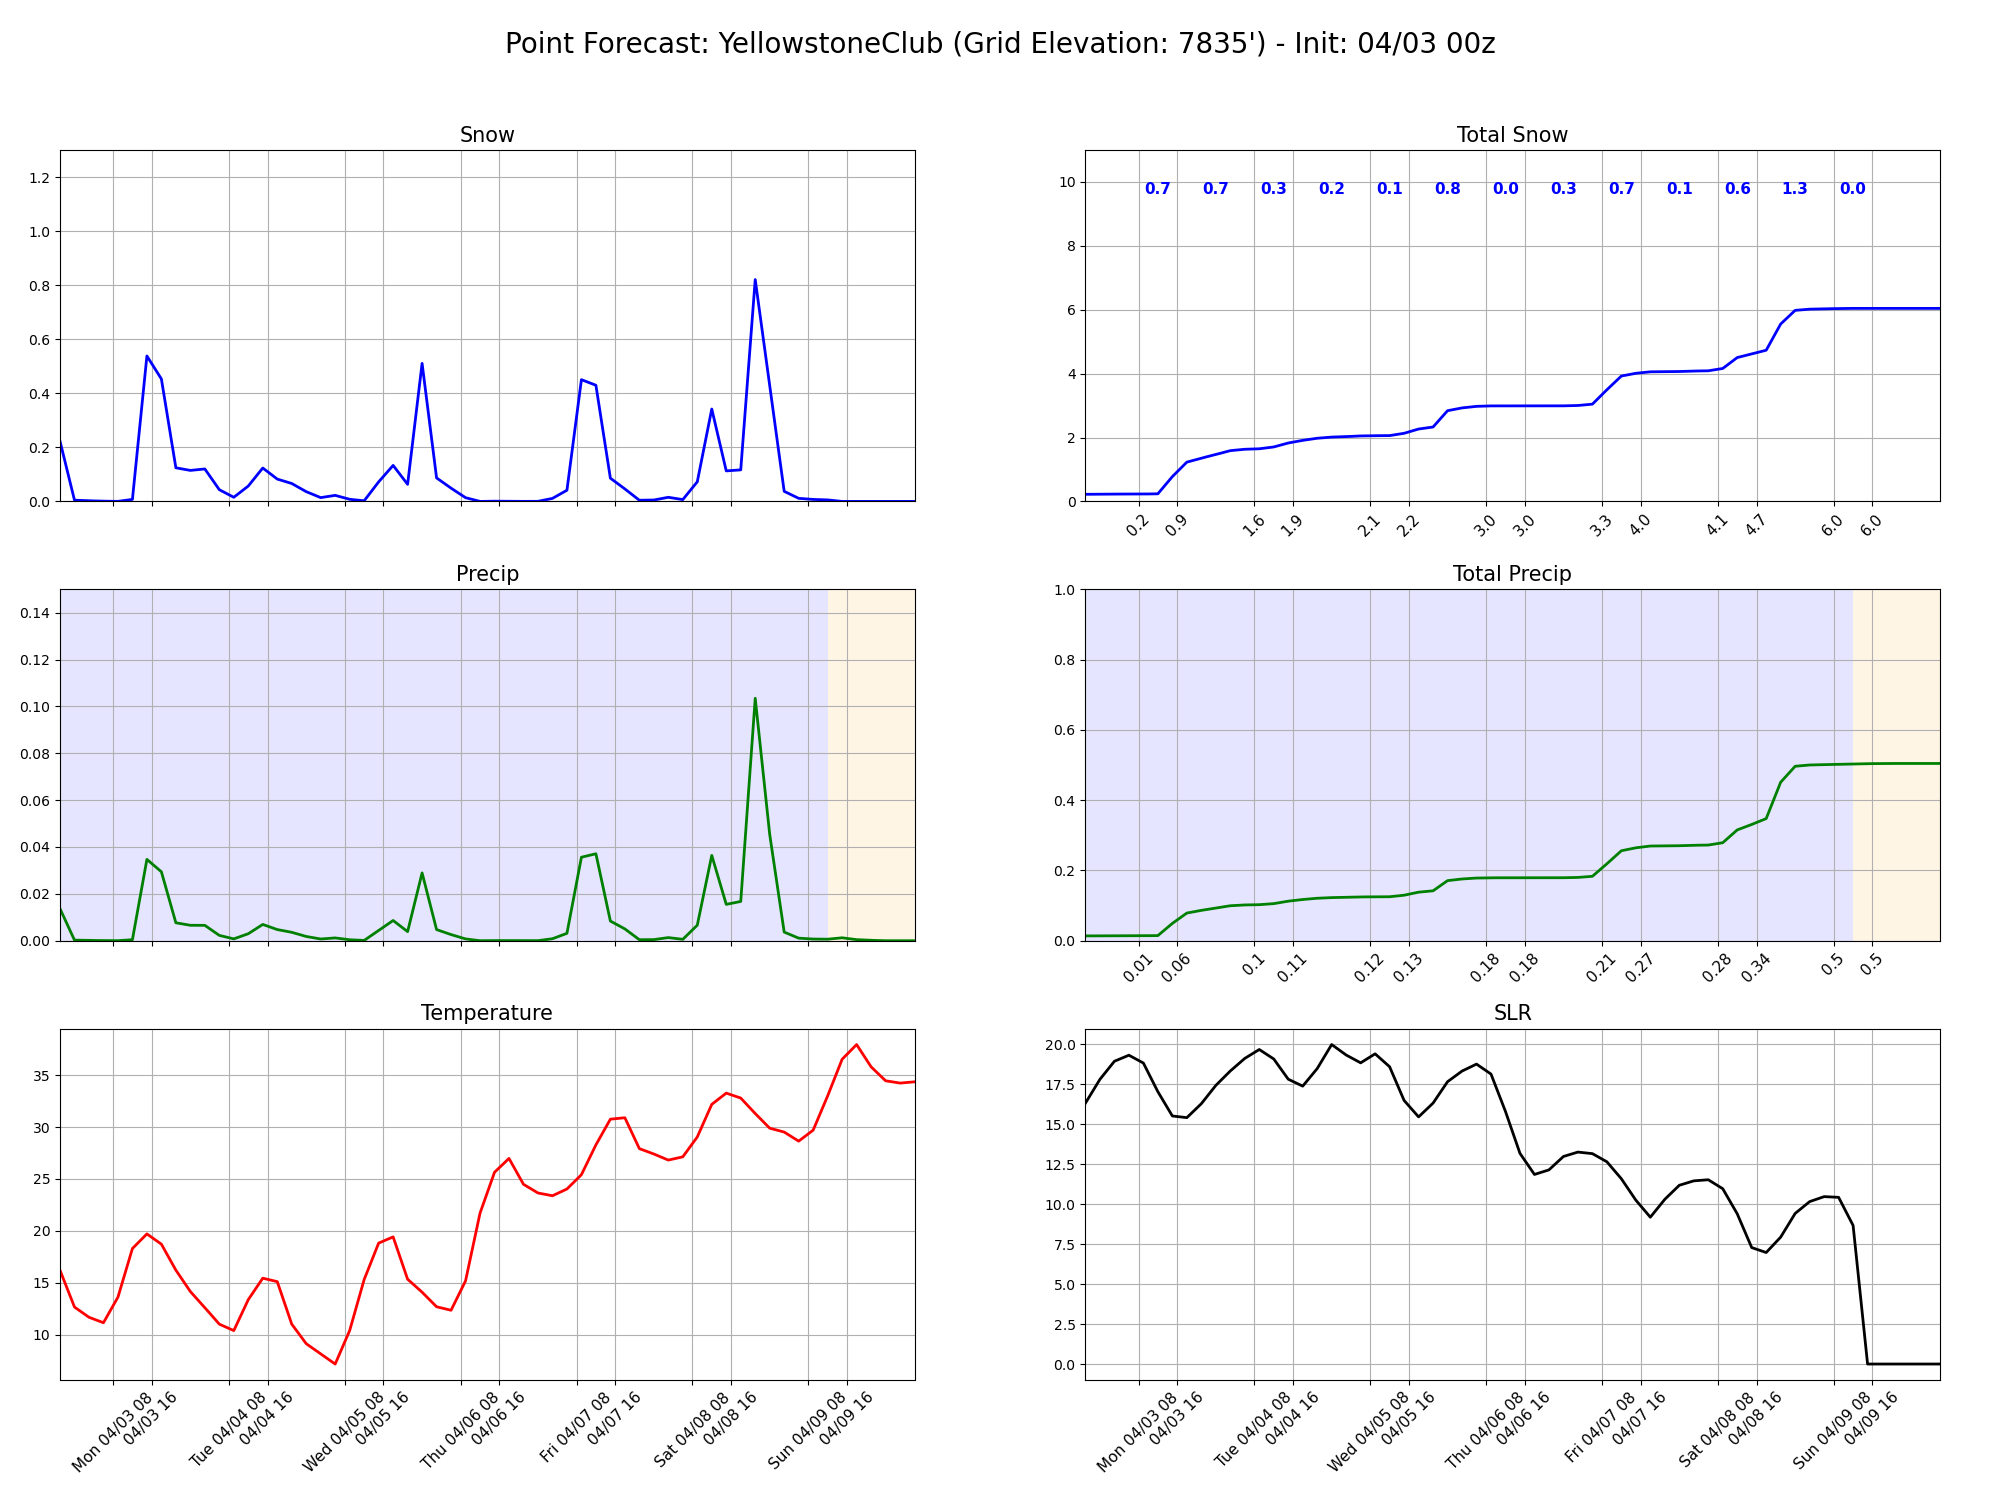 Point Forecast: YellowstoneClub (Grid Elevation: 7835') - Init: 04/03 00z
Snow
1.2
1.0
0.8
0.6
0.4
0.2
0.0
Total Snow
10
8
6
4
2
0
0.7 0.7 0.3 0.2 0.1 0.8 0.0 0.3 0.7 0.1 0.6 1.3 0.0
0.2 0.9 1.6 1.9 2.1 2.2 3.0 3.0 3.3 4.0 4.1 4.7 6.0 6.0
Precip
0.14
0.12
0.10
0.08
0.06
0.04
0.02
0.00
Total Precip
1.0
0.8
0.6
0.4
0.2
0.0
0.01 0.06 0.1 0.11 0.12 0.13 0.18 0.18 0.21 0.27 0.28 0.34 0.5 0.5
Temperature
35
30
25
20
15
10
Mon 04/03 08
04/03 16
Tue 04/04 08
04/04 16
Wed 04/05 08
04/05 16
Thu 04/06 08
04/06 16
Fri 04/07 08
04/07 16
Sat 04/08 08
04/08 16
Sun 04/09 08
04/09 16
SLR
20.0
17.5
15.0
12.5
10.0
7.5
5.0
2.5
0.0
Mon 04/03 08
04/03 16
Tue 04/04 08
04/04 16
Wed 04/05 08
04/05 16
Thu 04/06 08
04/06 16
Fri 04/07 08
04/07 16
Sat 04/08 08
04/08 16
Sun 04/09 08
04/09 16